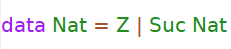 data Nat = Z | Suc Nat